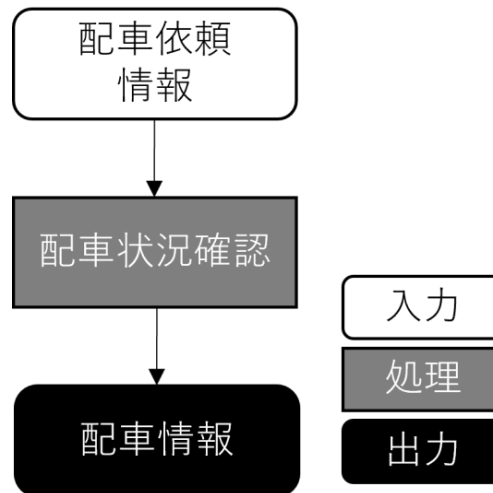 配車依頼
情報
配車状況確認
配車情報
入力
処理
出力